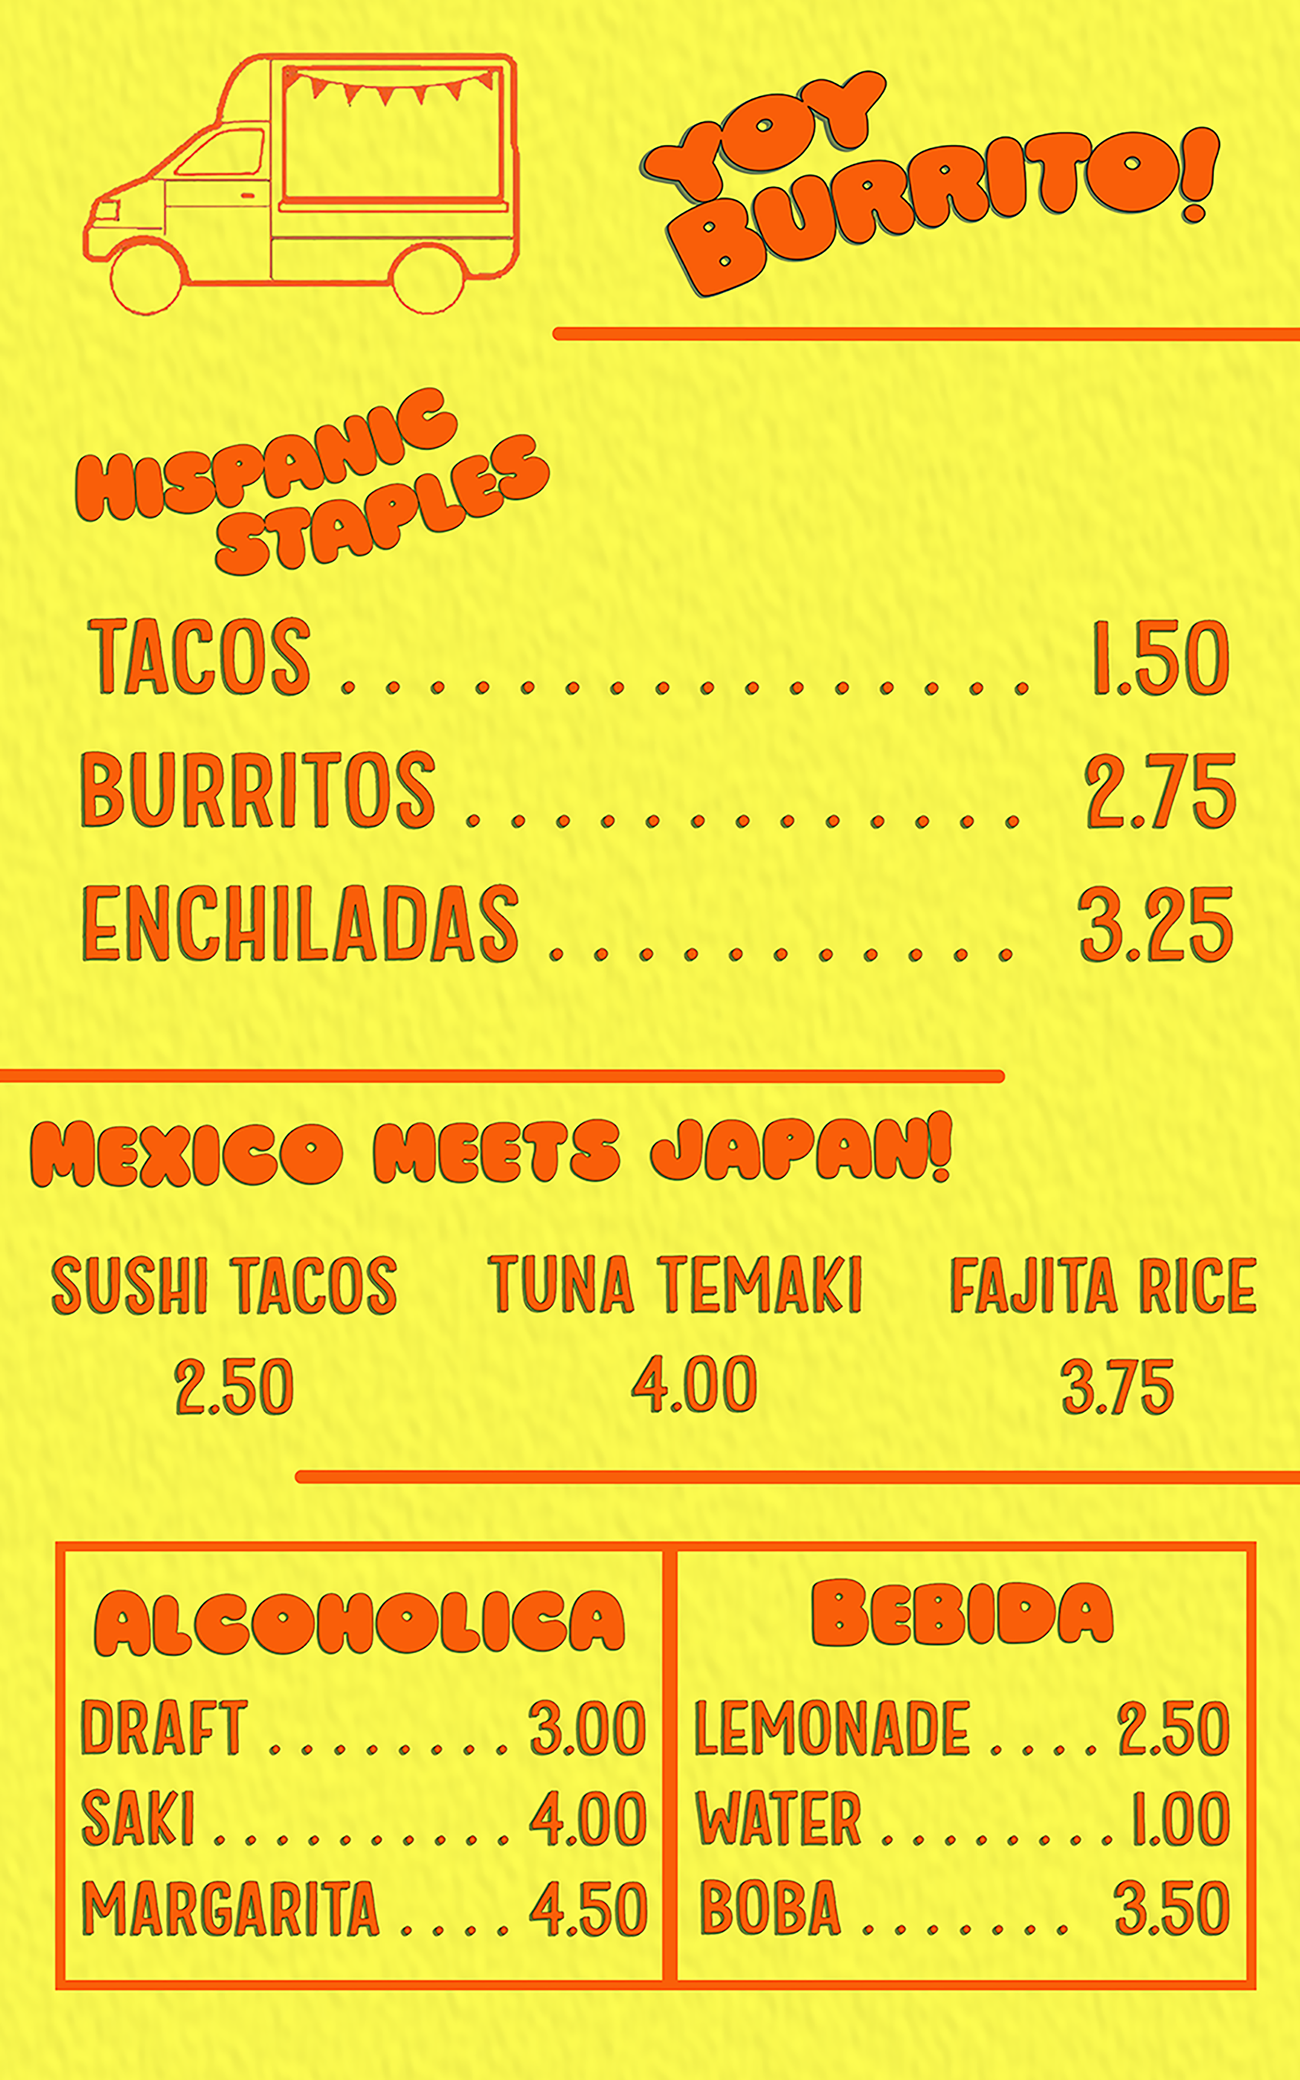 YOY
BURRITO!
HISPANIC
STAPLES
TACOS . . . . . . . . . . . . . . . . 1.50
BURRITOS . . . . . . . . . . . . . 2.75
ENCHILADAS . . . . . . . . . . . 3.25
MEXICO MEETS JAPAN!
SUSHI TACOS TUNA TEMAKI FAJITA RICE
2.50 4.00 3.75
ALCOHOLICA
DRAFT . . . . . . . . 3.00
SAKI . . . . . . . . . . 4.00
MARGARITA . . . . 4.50
BEBIDA
LEMONADE . . . . 2.50
WATER . . . . . . . . 1.00
BOBA . . . . . . . 3.50